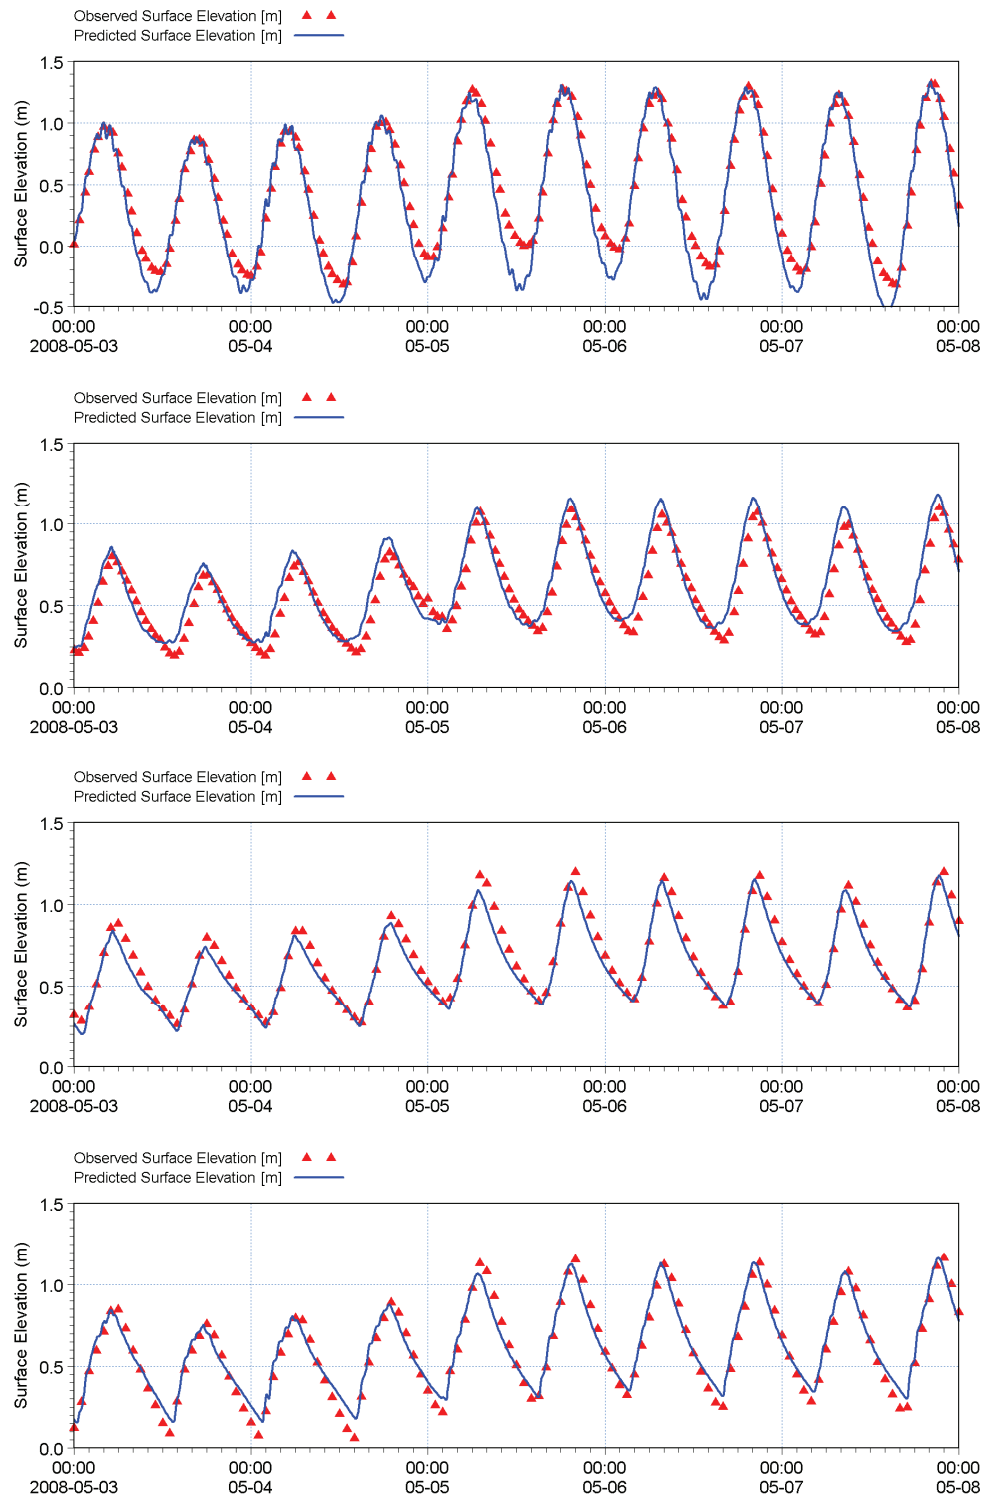 Observed Surface Elevation [m]
Predicted Surface Elevation [m]
Surface Elevation (m)
1.5
1.0
0.5
0.0
-0.5
00:00 00:00 00:00 00:00 00:00 00:00
2008-05-03 05-04 05-05 05-06 05-07 05-08
Observed Surface Elevation [m]
Predicted Surface Elevation [m]
Surface Elevation (m)
1.5
1.0
0.5
0.0
00:00 00:00 00:00 00:00 00:00 00:00
2008-05-03 05-04 05-05 05-06 05-07 05-08
Observed Surface Elevation [m]
Predicted Surface Elevation [m]
Surface Elevation (m)
1.5
1.0
0.5
0.0
00:00 00:00 00:00 00:00 00:00 00:00
2008-05-03 05-04 05-05 05-06 05-07 05-08
Observed Surface Elevation [m]
Predicted Surface Elevation [m]
Surface Elevation (m)
1.5
1.0
0.5
0.0
00:00 00:00 00:00 00:00 00:00 00:00
2008-05-03 05-04 05-05 05-06 05-07 05-08